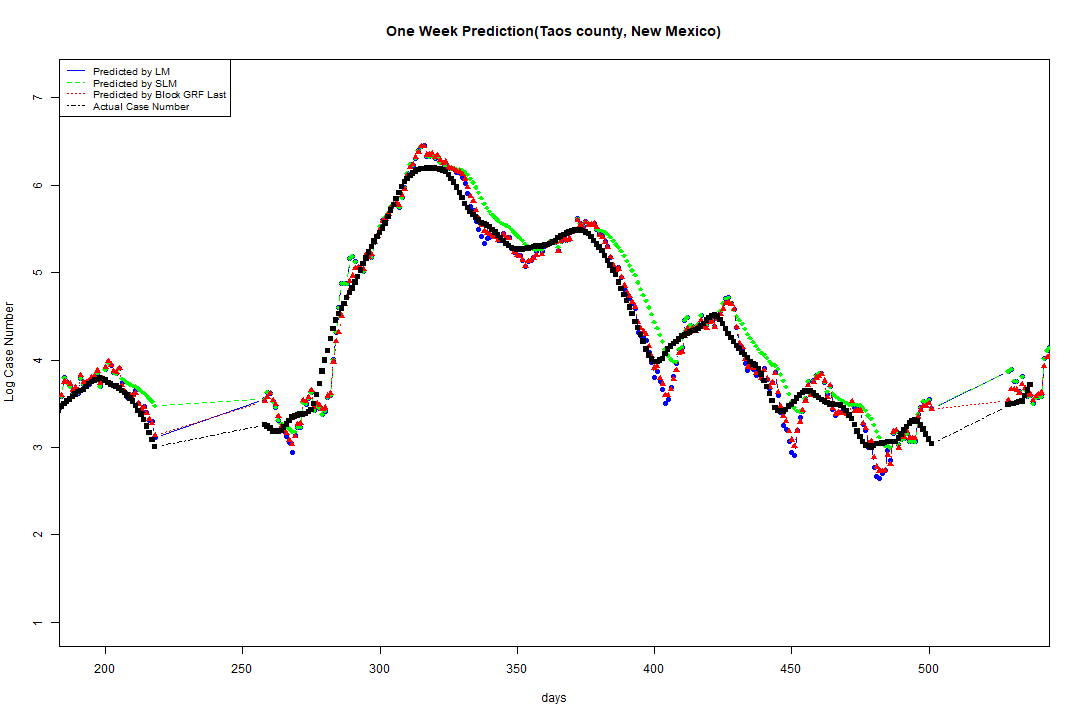 One Week Prediction(Taos county, New Mexico)
Predicted by LM
Predicted by SLM
Predicted by Block GRF Last
Actual Case Number
Log Case Number
7
6
5
4
3
2
1
200 250 300 350 400 450 500
days